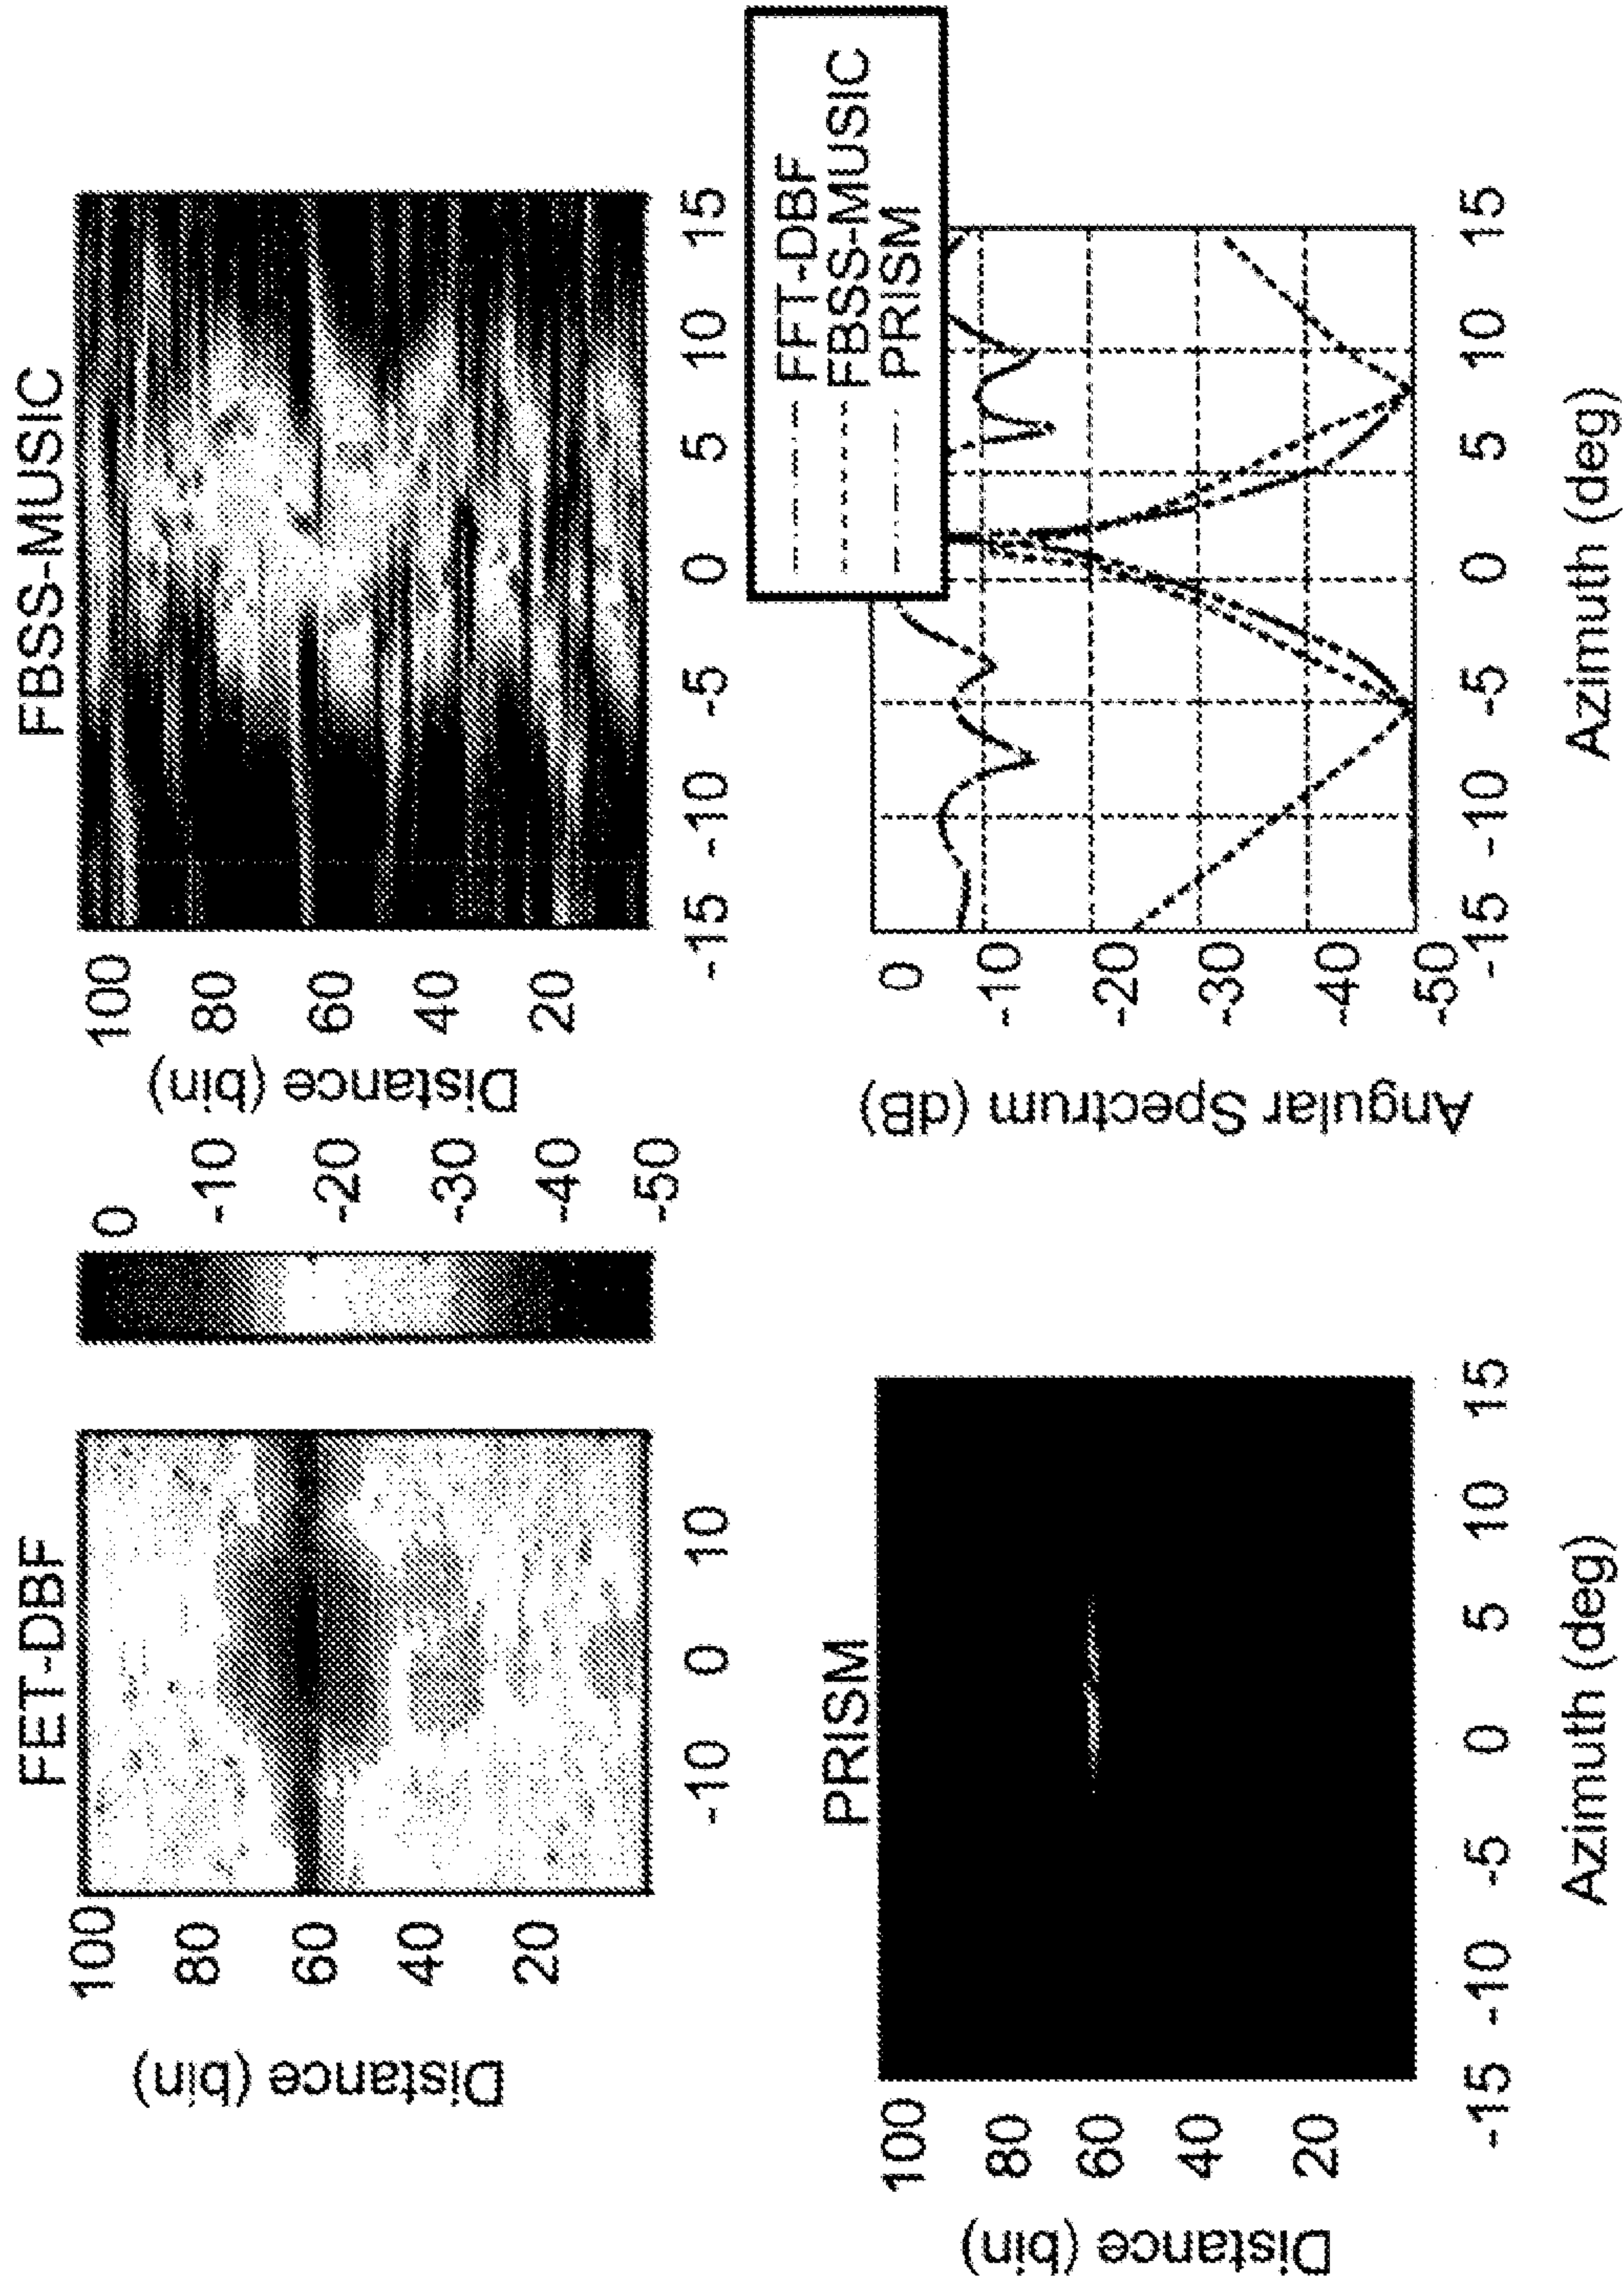 FET-DBF
Distance (bin)
100
80
60
40
20
-10 0 10
0
-10
-20
-30
-40
-50
FBSS-MUSIC
Distance (bin)
100
80
60
40
20
-15 -10 -5 0 5 10 15
PRISM
Distance (bin)
100
80
60
40
20
-15 -10 -5 0 5 10 15
Azimuth (deg)
FFT-DBF
FBSS-MUSIC
PRISM
Angular Spectrum (dB)
0
-10
-20
-30
-40
-50
-15 -10 -5 0 5 10 15
Azimuth (deg)